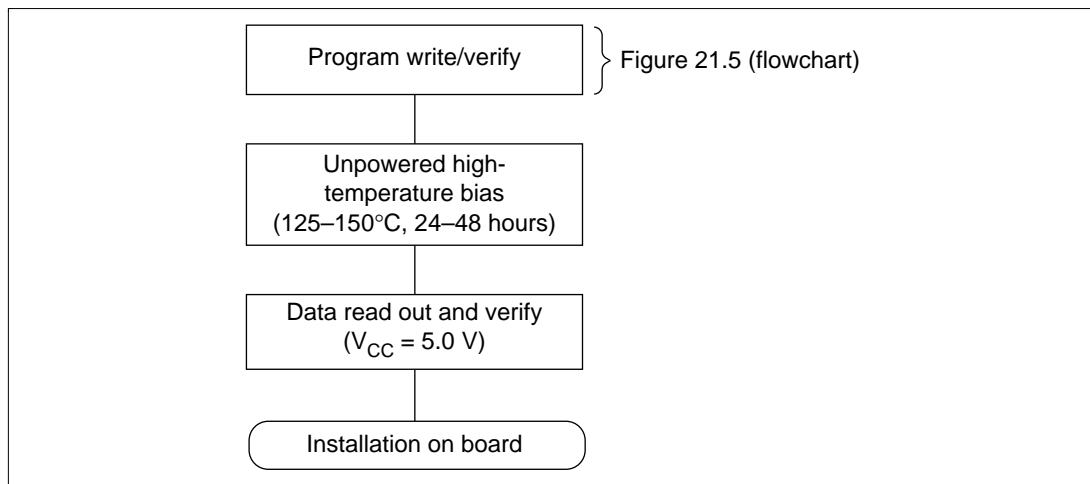 Program write/verify
Figure 21.5 (flowchart)
Unpowered high-
temperature bias
(125–150°C, 24–48 hours)
Data read out and verify
(VCC = 5.0 V)
Installation on board